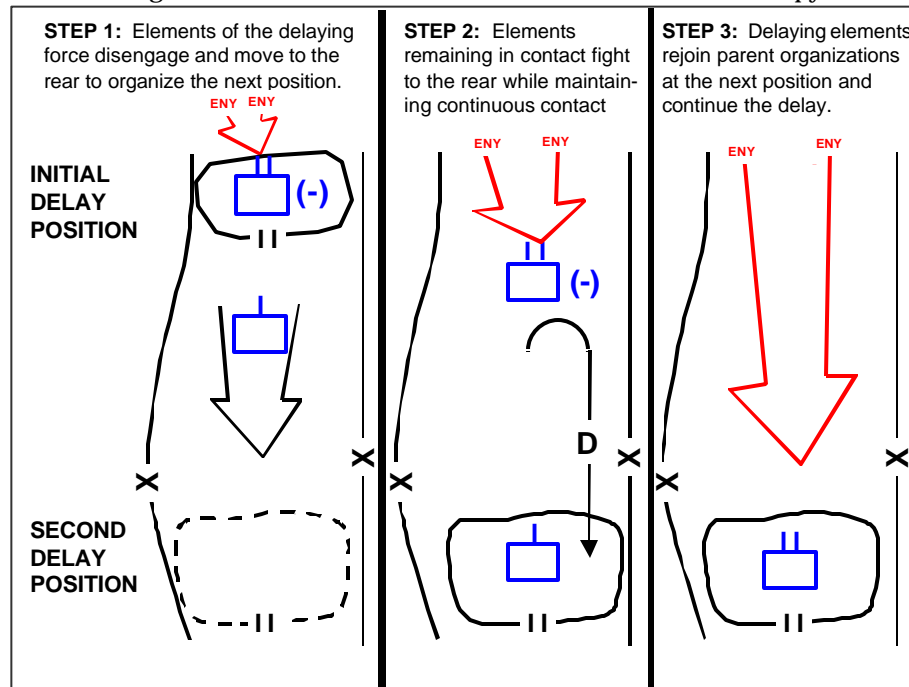 STEP 1: Elements of the delaying
force disengage and move to the
rear to organize the next position.
ENY ENY
INITIAL
DELAY
POSITION
(-)
II
X
X
SECOND
DELAY
POSITION
II
STEP 2: Elements
remaining in contact fight
to the rear while maintain-
ing continuous contact
ENY
ENY
(-)
D
X
X
II
STEP 3: Delaying elements
rejoin parent organizations
at the next position and
continue the delay.
ENY
ENY
X
X
II